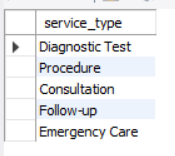 service_type
Diagnostic Test
Procedure
Consultation
Follow-up
Emergency Care